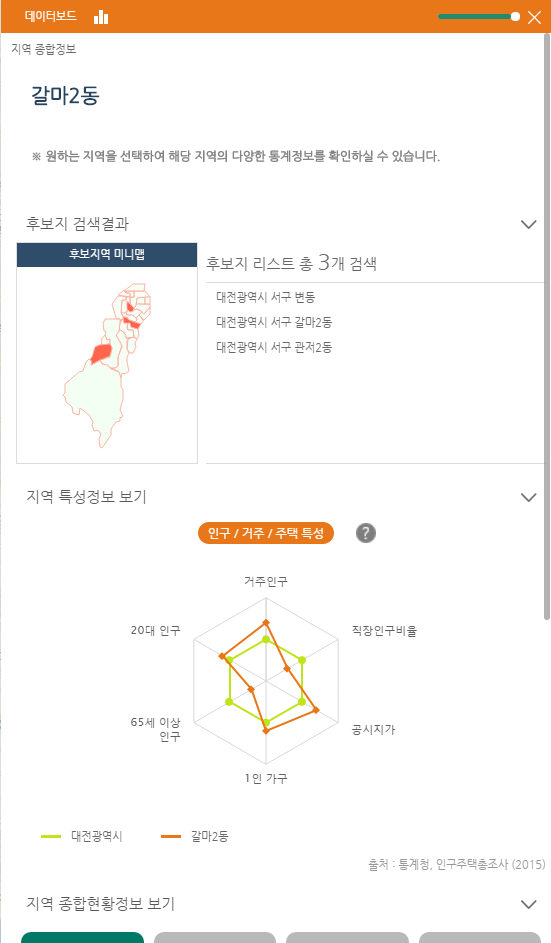 데이터보드
지역 종합정보
갈마2동
※ 원하는 지역을 선택하여 해당 지역의 다양한 통계정보를 확인하실 수 있습니다.
후보지 검색결과
후보지역 미니맵
후보지 리스트 총 3개 검색
대전광역시 서구 변동
대전광역시 서구 갈마2동
대전광역시 서구 관저2동
지역 특성정보 보기
인구 / 거주 / 주택 특성
?
거주인구
20대 인구
직장인구비율
65세 이상
인구
공시지가
1인 가구
대전광역시
갈마2동
출처 : 통계청, 인구주택총조사 (2015)
지역 종합현황정보 보기